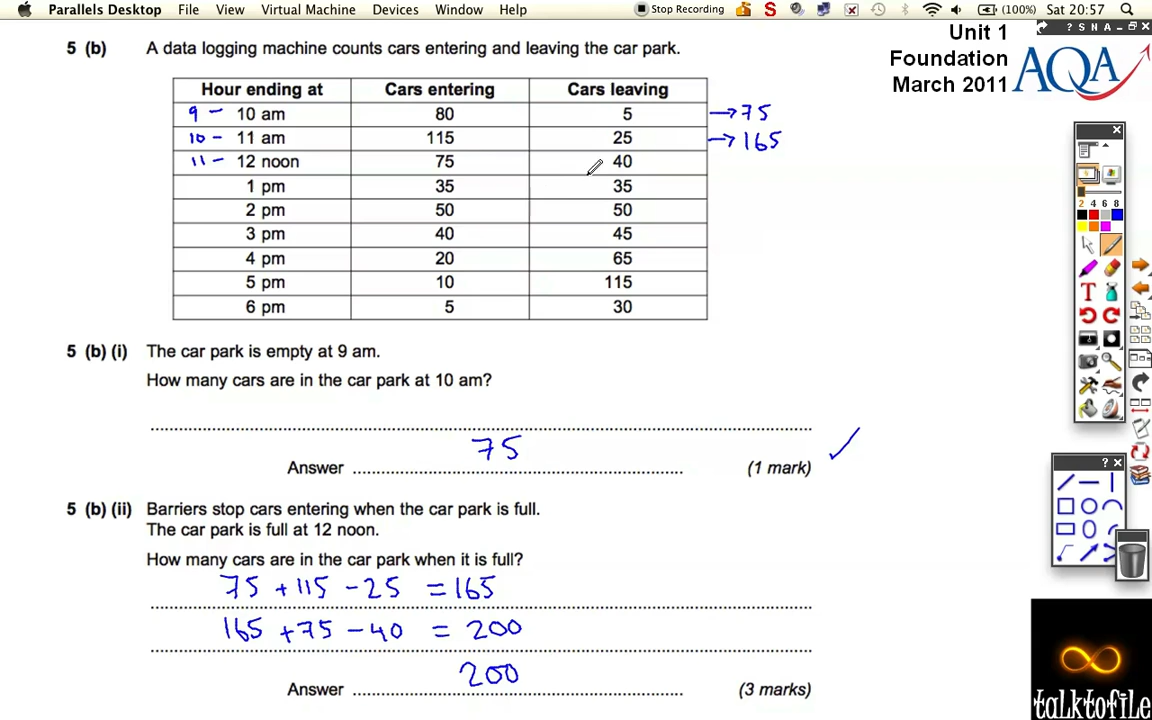 Parallels Desktop File View Virtual Machine Devices Window Help Stop Recording S (100%) Sat 20:57
Unit 1
Foundation
March 2011
AQA
? S N A
5 (b) A data logging machine counts cars entering and leaving the car park.
Hour ending at Cars entering Cars leaving
9 – 10 am 80 5 → 75
10 – 11 am 115 25 → 165
11 – 12 noon 75 40
1 pm 35 35
2 pm 50 50
3 pm 40 45
4 pm 20 65
5 pm 10 115
6 pm 5 30
2 4 6 8
T
5 (b) (i) The car park is empty at 9 am.
How many cars are in the car park at 10 am?
75
Answer (1 mark) ✓
?
5 (b) (ii) Barriers stop cars entering when the car park is full.
The car park is full at 12 noon.
How many cars are in the car park when it is full?
75 + 115 - 25 = 165
165 + 75 - 40 = 200
200
Answer (3 marks)
talktofile